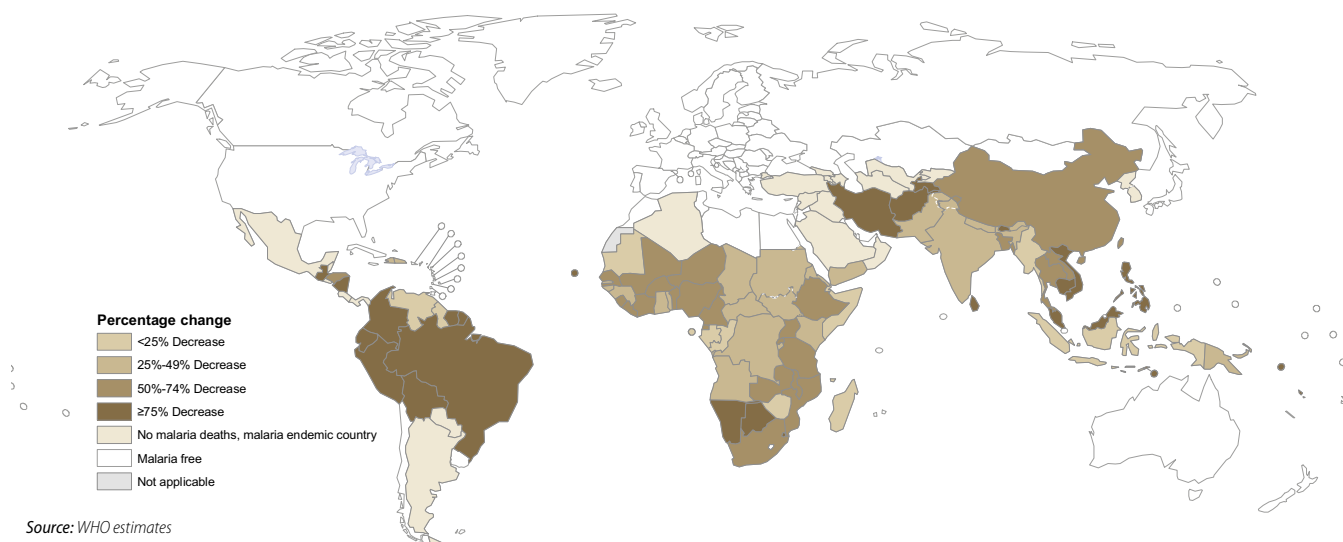 Percentage change
<25% Decrease
25%-49% Decrease
50%-74% Decrease
≥75% Decrease
No malaria deaths, malaria endemic country
Malaria free
Not applicable
Source: WHO estimates